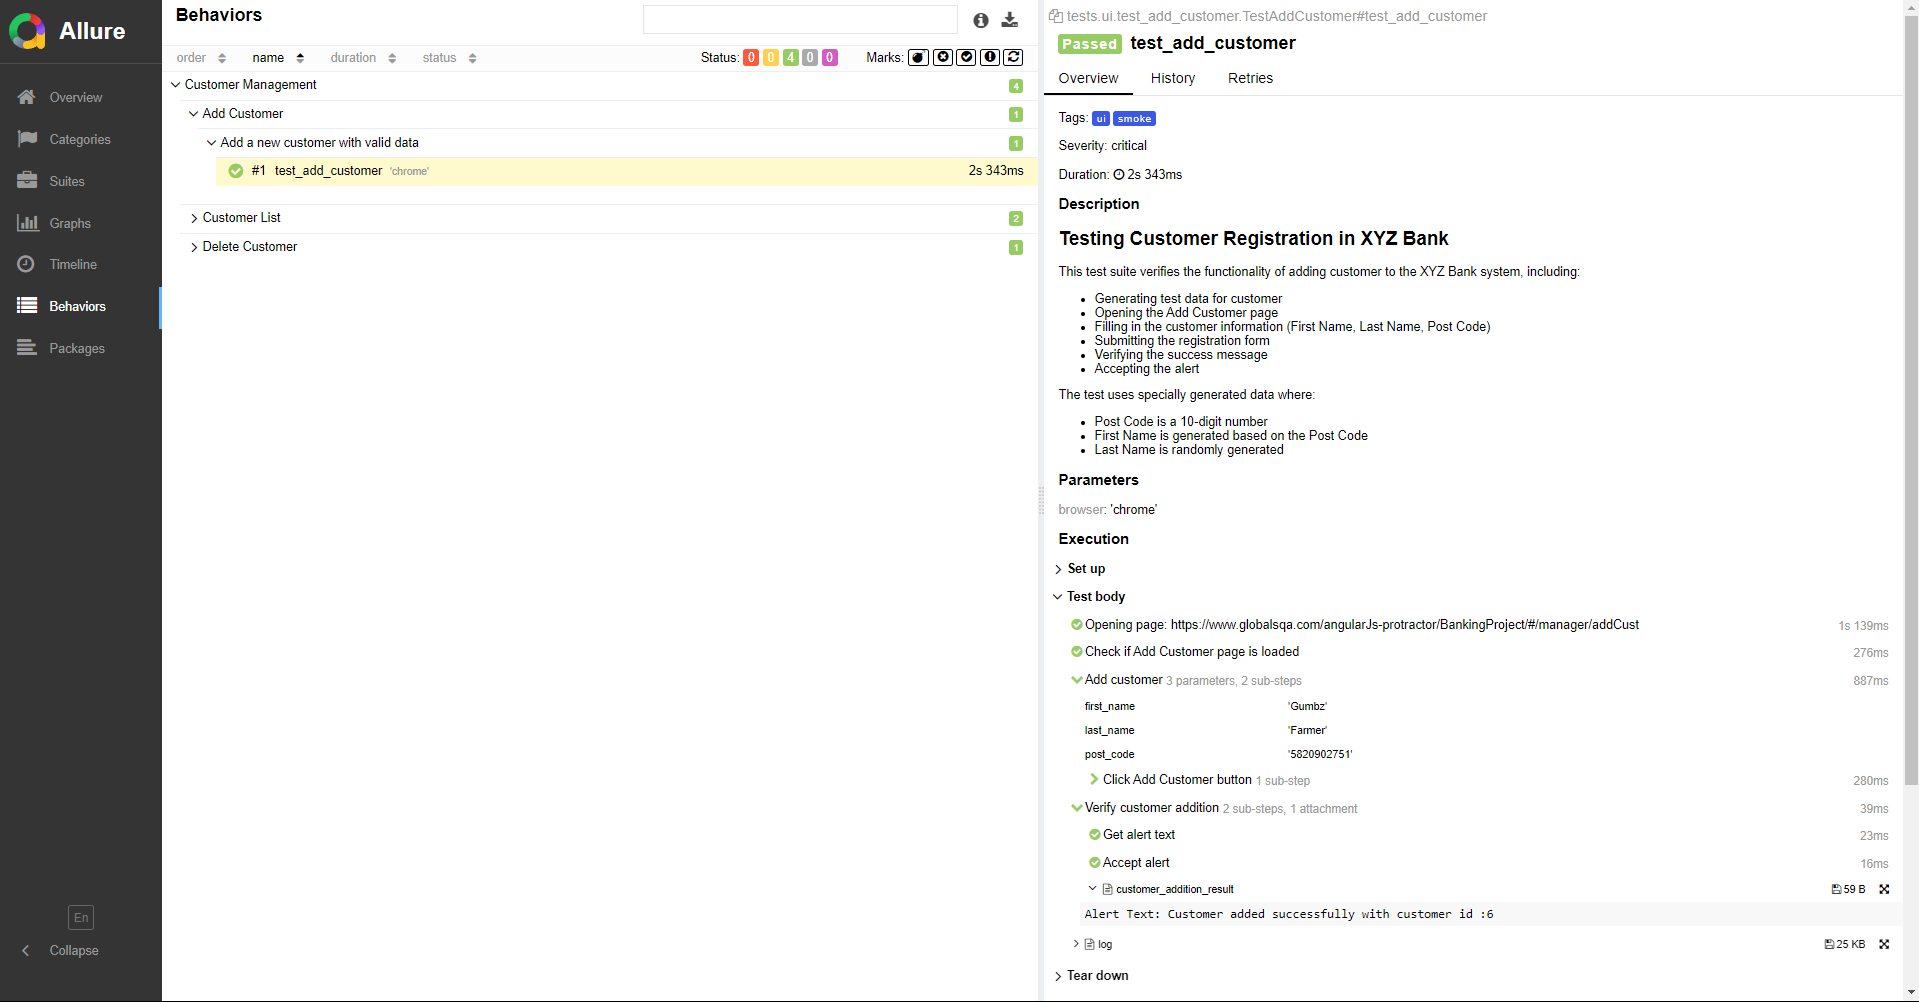 Allure
Overview
Categories
Suites
Graphs
Timeline
Behaviors
Packages
En
Collapse
Behaviors
order name duration status
Status: 0 0 4 0 0 Marks:
Customer Management 4
Add Customer 1
Add a new customer with valid data 1
#1 test_add_customer 'chrome' 2s 343ms
Customer List 2
Delete Customer 1
tests.ui.test_add_customer.TestAddCustomer#test_add_customer
Passed test_add_customer
Overview History Retries
Tags: ui smoke
Severity: critical
Duration: 2s 343ms
Description
Testing Customer Registration in XYZ Bank
This test suite verifies the functionality of adding customer to the XYZ Bank system, including:
Generating test data for customer
Opening the Add Customer page
Filling in the customer information (First Name, Last Name, Post Code)
Submitting the registration form
Verifying the success message
Accepting the alert
The test uses specially generated data where:
Post Code is a 10-digit number
First Name is generated based on the Post Code
Last Name is randomly generated
Parameters
browser: 'chrome'
Execution
Set up
Test body
Opening page: https://www.globalsqa.com/angularJs-protractor/BankingProject/#/manager/addCust 1s 139ms
Check if Add Customer page is loaded 276ms
Add customer 3 parameters, 2 sub-steps 887ms
first_name 'Gumbz'
last_name 'Farmer'
post_code '5820902751'
Click Add Customer button 1 sub-step 280ms
Verify customer addition 2 sub-steps, 1 attachment 39ms
Get alert text 23ms
Accept alert 16ms
customer_addition_result 59 B
Alert Text: Customer added successfully with customer id :6
log 25 KB
Tear down